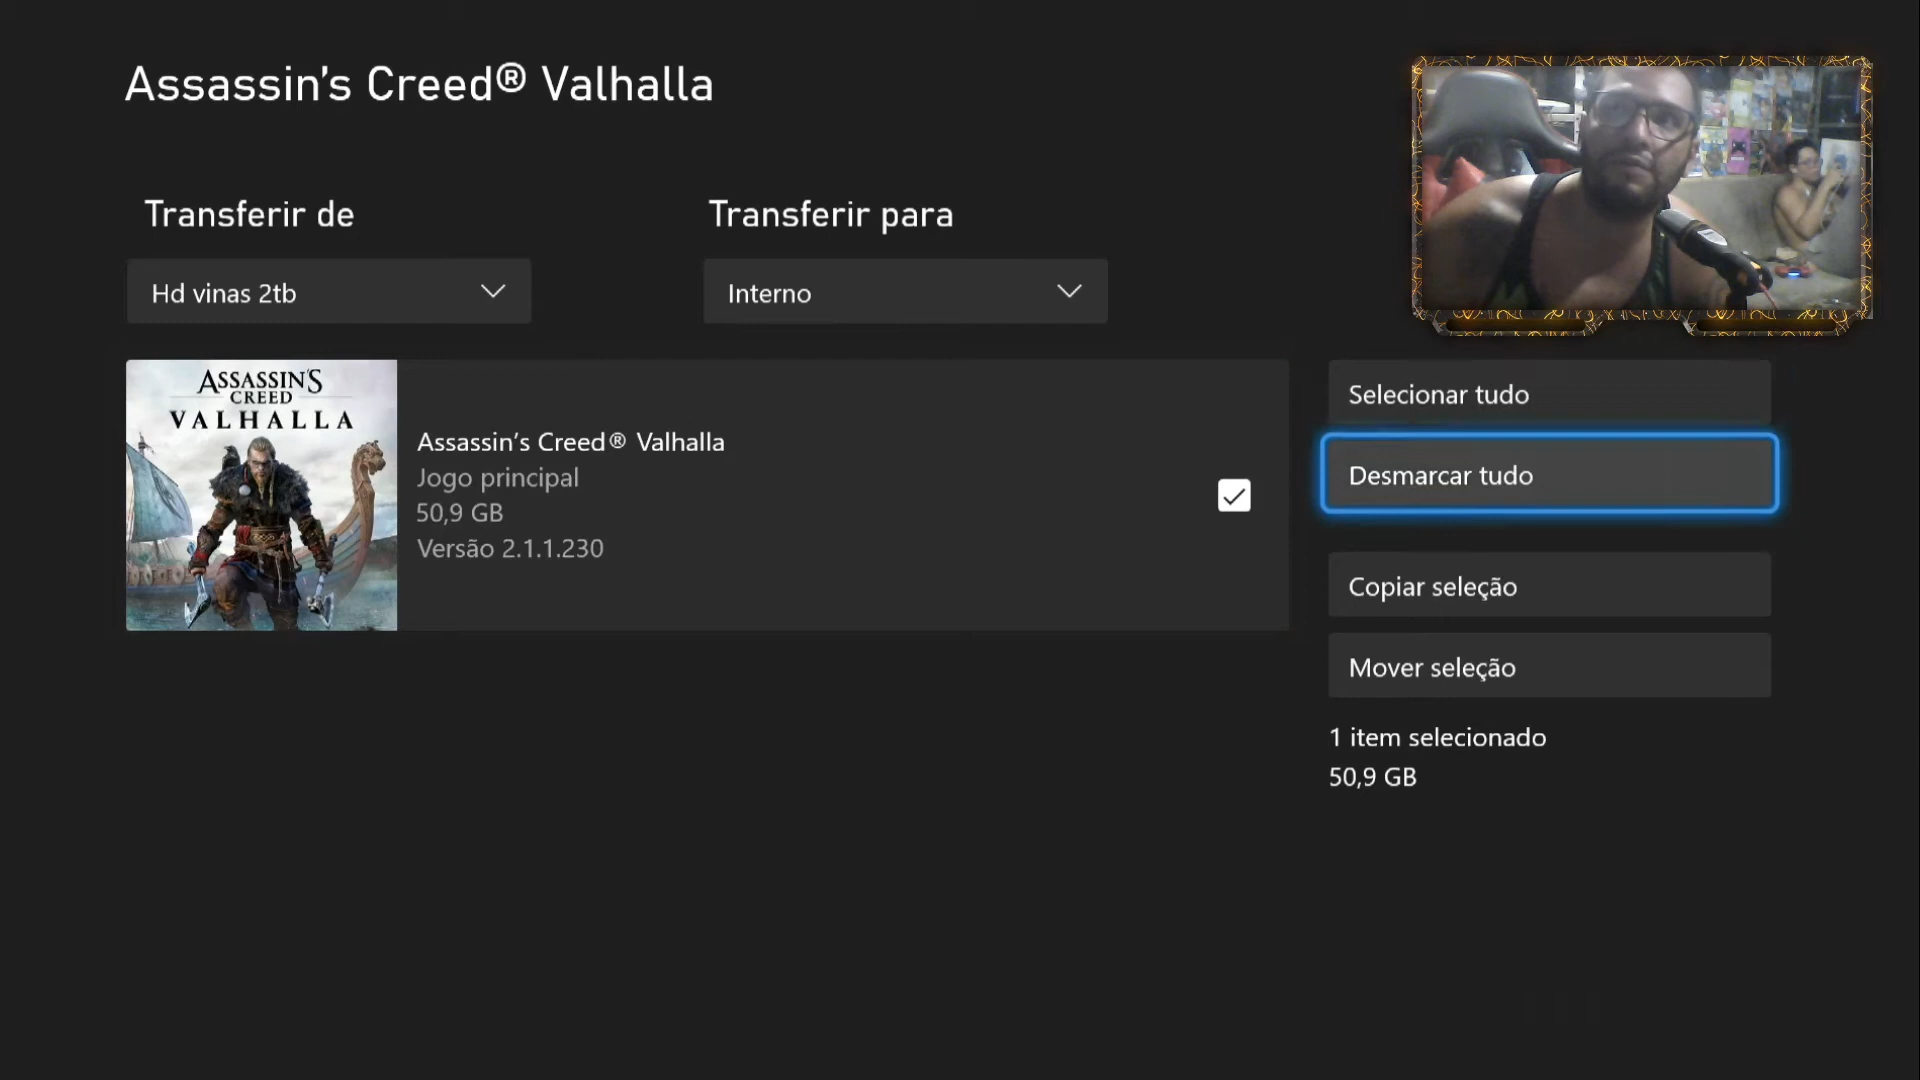 Assassin's Creed® Valhalla
Transferir de
Transferir para
Hd vinas 2tb
Interno
ASSASSIN'S
CREED
VALHALLA
Assassin's Creed® Valhalla
Jogo principal
50,9 GB
Versão 2.1.1.230
Selecionar tudo
Desmarcar tudo
Copiar seleção
Mover seleção
1 item selecionado
50,9 GB